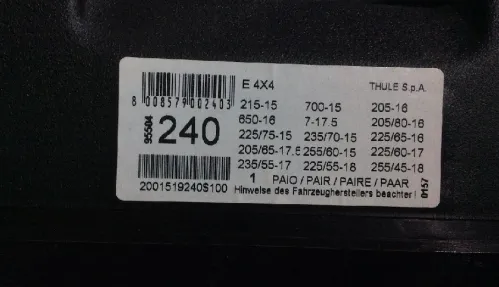 E 4X4 THULE S.p.A.
8 008579 002403
215-15 700-15 205-16
650-16 7-17.5 205/80-16
95504 240 225/75-15 235/70-15 225/65-16
205/65-17.5 255/60-15 225/60-17
235/55-17 225/55-18 255/45-18
1 PAIO / PAIR / PAIRE / PAAR
2001519240S100
Hinweise des Fahrzeugherstellers beachter !
0157